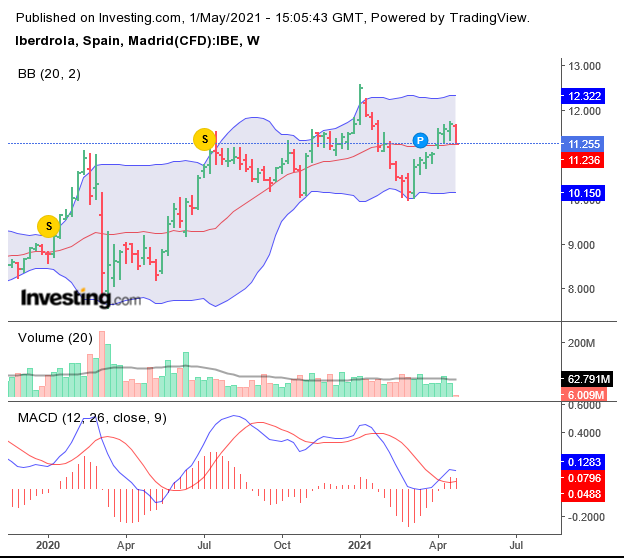 Published on Investing.com, 1/May/2021 - 15:05:43 GMT, Powered by TradingView.
Iberdrola, Spain, Madrid(CFD):IBE, W
BB (20, 2)
13.000
12.322
12.000
S
P
11.255
11.236
10.150
S
9.000
8.000
Investing.com
Volume (20)
200M
62.791M
6.009M
MACD (12, 26, close, 9)
0.6000
0.4000
0.1283
0.0796
0.0488
-0.2000
2020 Apr Jul Oct 2021 Apr Jul